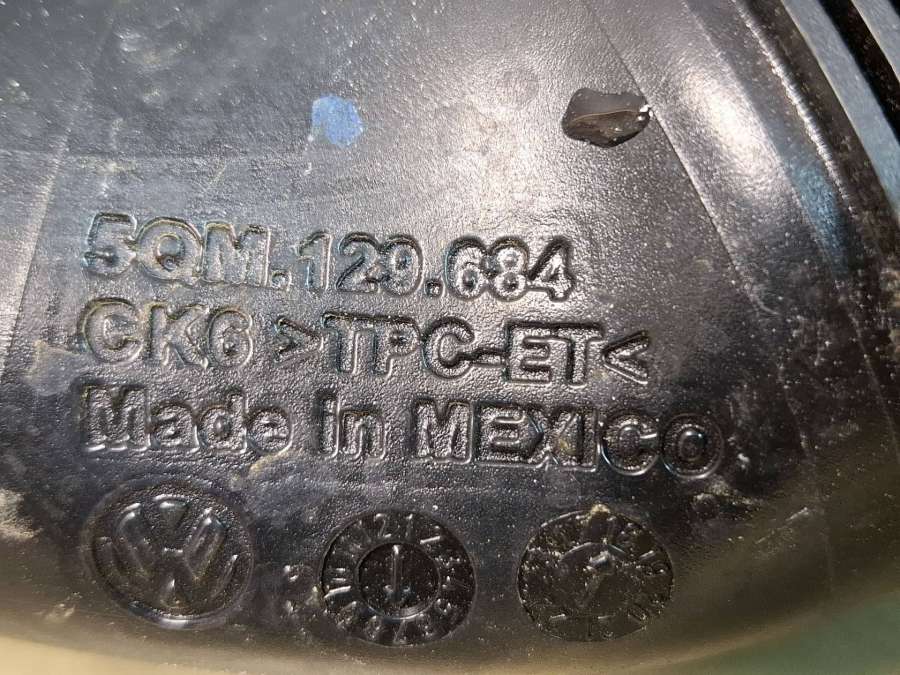 5QM.129.684
CK6 >TPC-ET<
Made in MEXICO